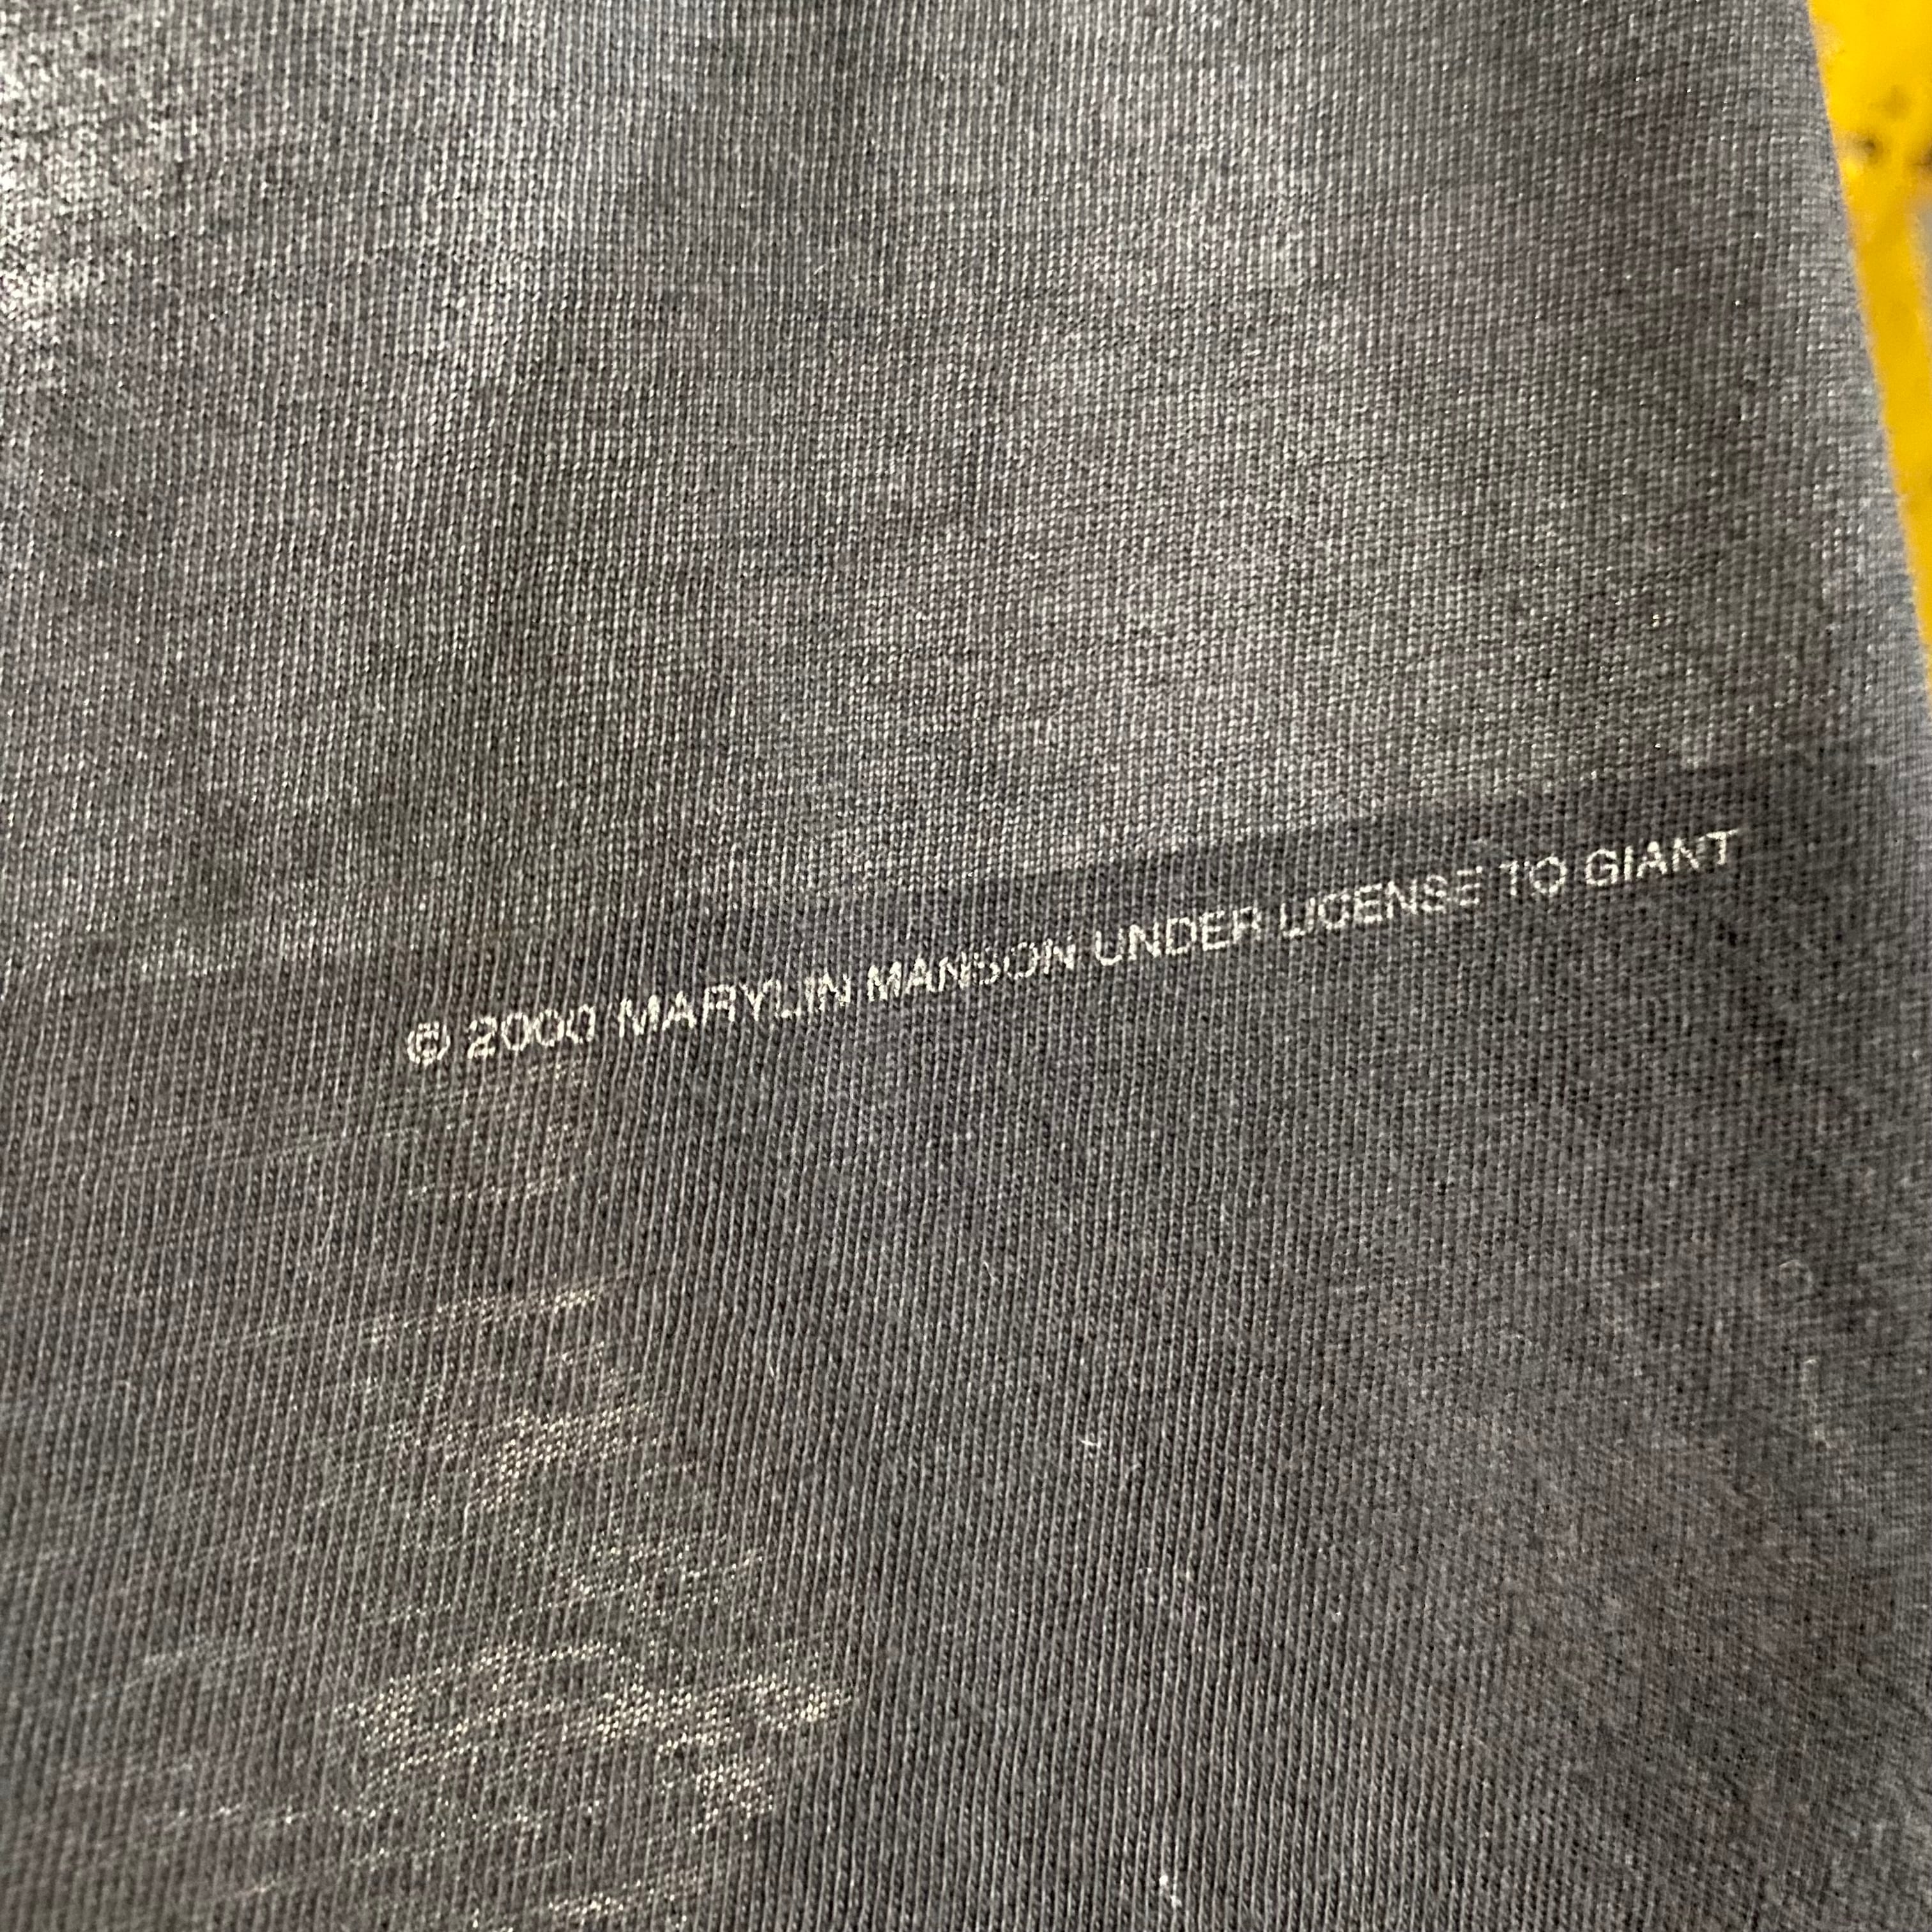 © 2000 MARYLIN MANSON UNDER LICENSE TO GIANT